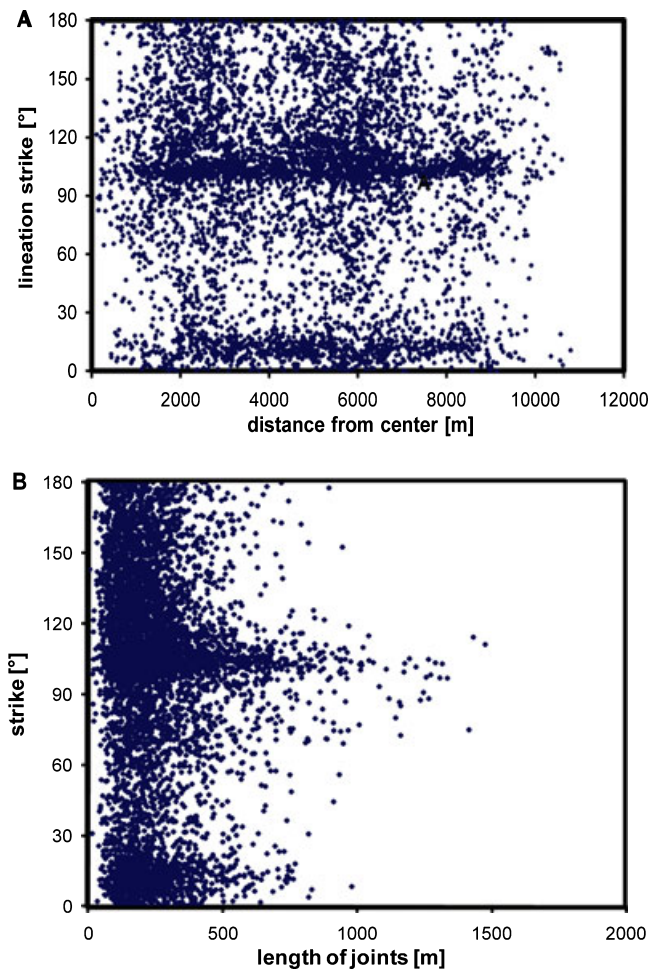 A
180
150
120
90
60
30
0
lineation strike [°]
A
0 2000 4000 6000 8000 10000 12000
distance from center [m]
B
180
150
120
90
60
30
0
strike [°]
0 500 1000 1500 2000
length of joints [m]